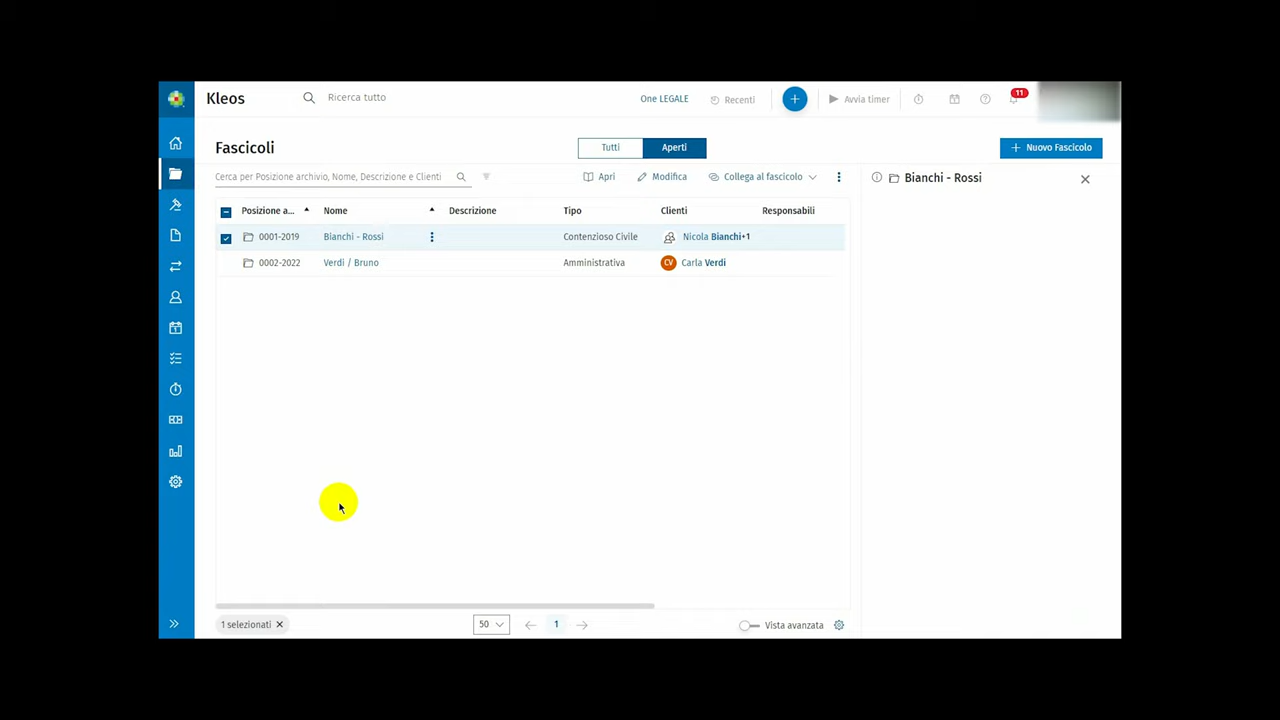 Kleos
Ricerca tutto
One LEGALE
Recenti
Avvia timer
11
Fascicoli
Tutti
Aperti
Nuovo Fascicolo
Cerca per Posizione archivio, Nome, Descrizione e Clienti
Apri
Modifica
Collega al fascicolo
Bianchi - Rossi
Posizione a... Nome Descrizione Tipo Clienti Responsabili
0001-2019 Bianchi - Rossi Contenzioso Civile Nicola Bianchi+1
0002-2022 Verdi / Bruno Amministrativa CV Carla Verdi
1 selezionati
50
1
Vista avanzata